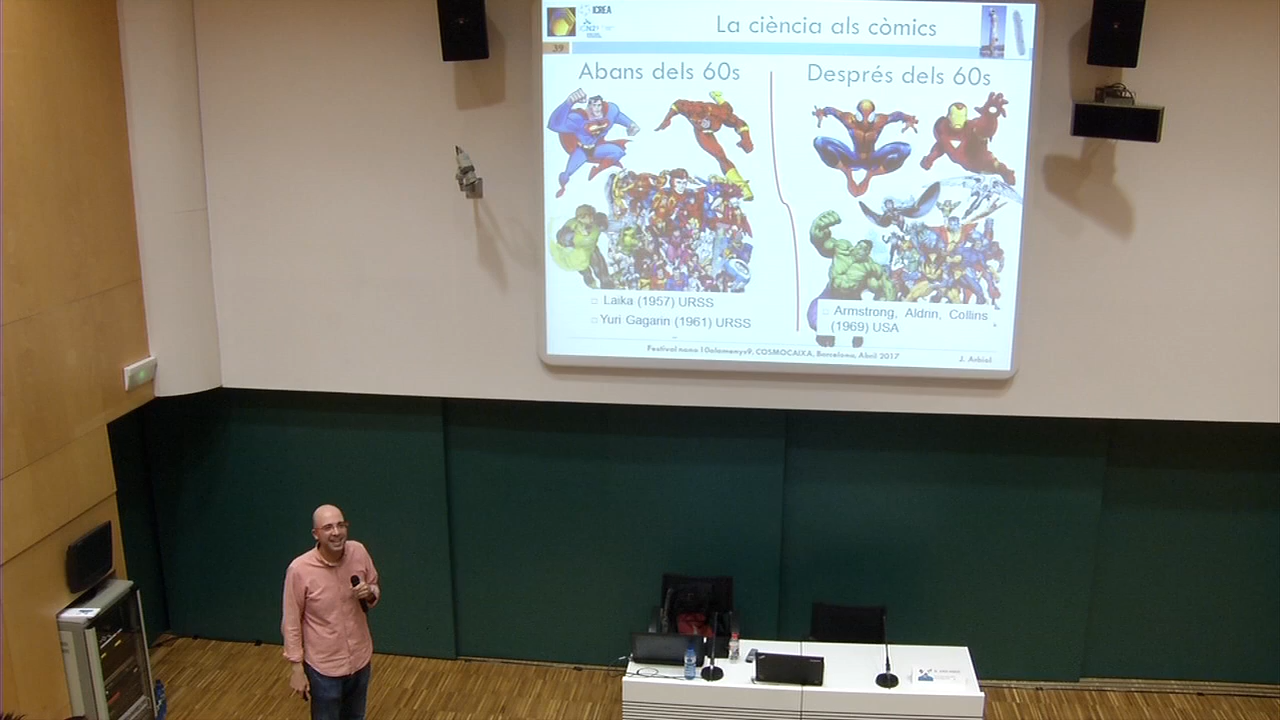 ICREA
La ciència als còmics
39
Abans dels 60s
Després dels 60s
□ Laika (1957) URSS
□ Yuri Gagarin (1961) URSS
□ Armstrong, Aldrin, Collins
(1969) USA
Festival nano 10alamenys9, COSMOCAIXA, Barcelona, Abril 2017
J. Arbiol